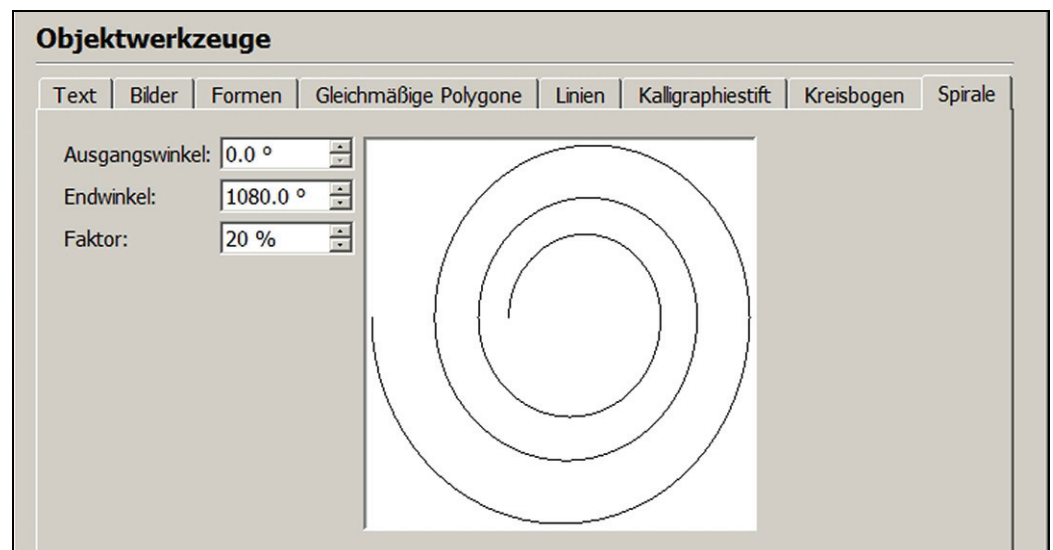 Objektwerkzeuge
Text Bilder Formen Gleichmäßige Polygone Linien Kalligraphiestift Kreisbogen Spirale
Ausgangswinkel: 0.0 °
Endwinkel: 1080.0 °
Faktor: 20 %